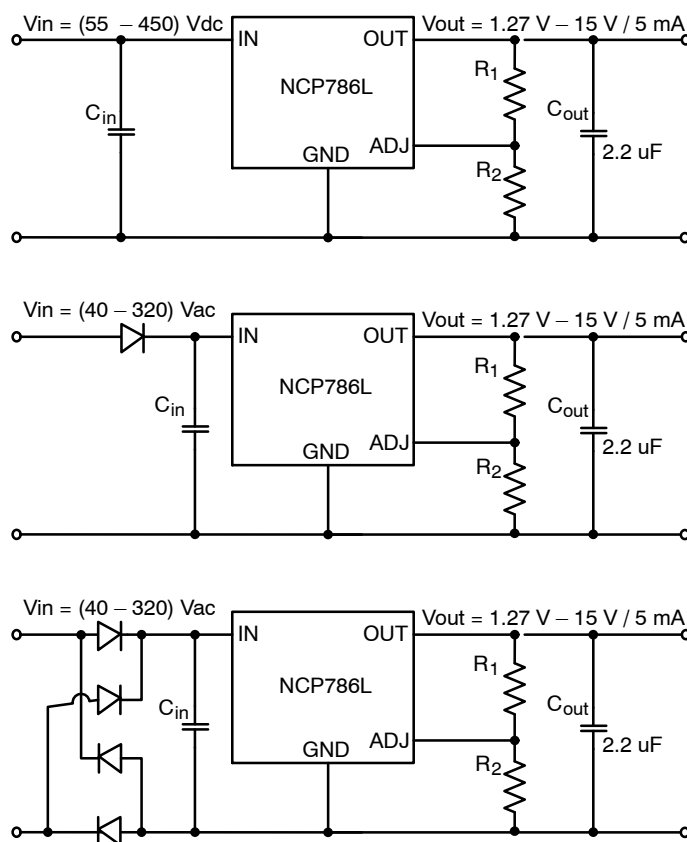 Vin = (55 – 450) Vdc
IN
OUT
Vout = 1.27 V – 15 V / 5 mA
NCP786L
R1
Cin
Cout
GND
ADJ
2.2 uF
R2
Vin = (40 – 320) Vac
IN
OUT
Vout = 1.27 V – 15 V / 5 mA
NCP786L
R1
Cin
Cout
GND
ADJ
2.2 uF
R2
Vin = (40 – 320) Vac
IN
OUT
Vout = 1.27 V – 15 V / 5 mA
NCP786L
R1
Cin
Cout
GND
ADJ
2.2 uF
R2